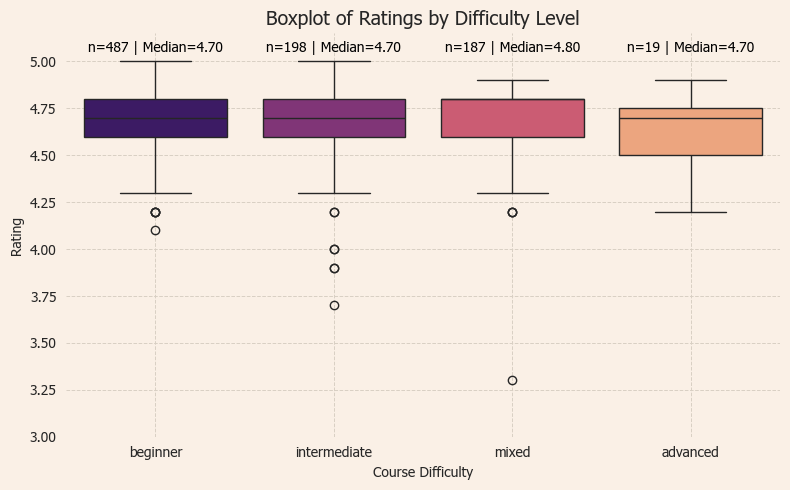 Boxplot of Ratings by Difficulty Level
n=487 | Median=4.70
n=198 | Median=4.70
n=187 | Median=4.80
n=19 | Median=4.70
5.00
4.75
4.50
4.25
4.00
3.75
3.50
3.25
3.00
Rating
beginner
intermediate
mixed
advanced
Course Difficulty